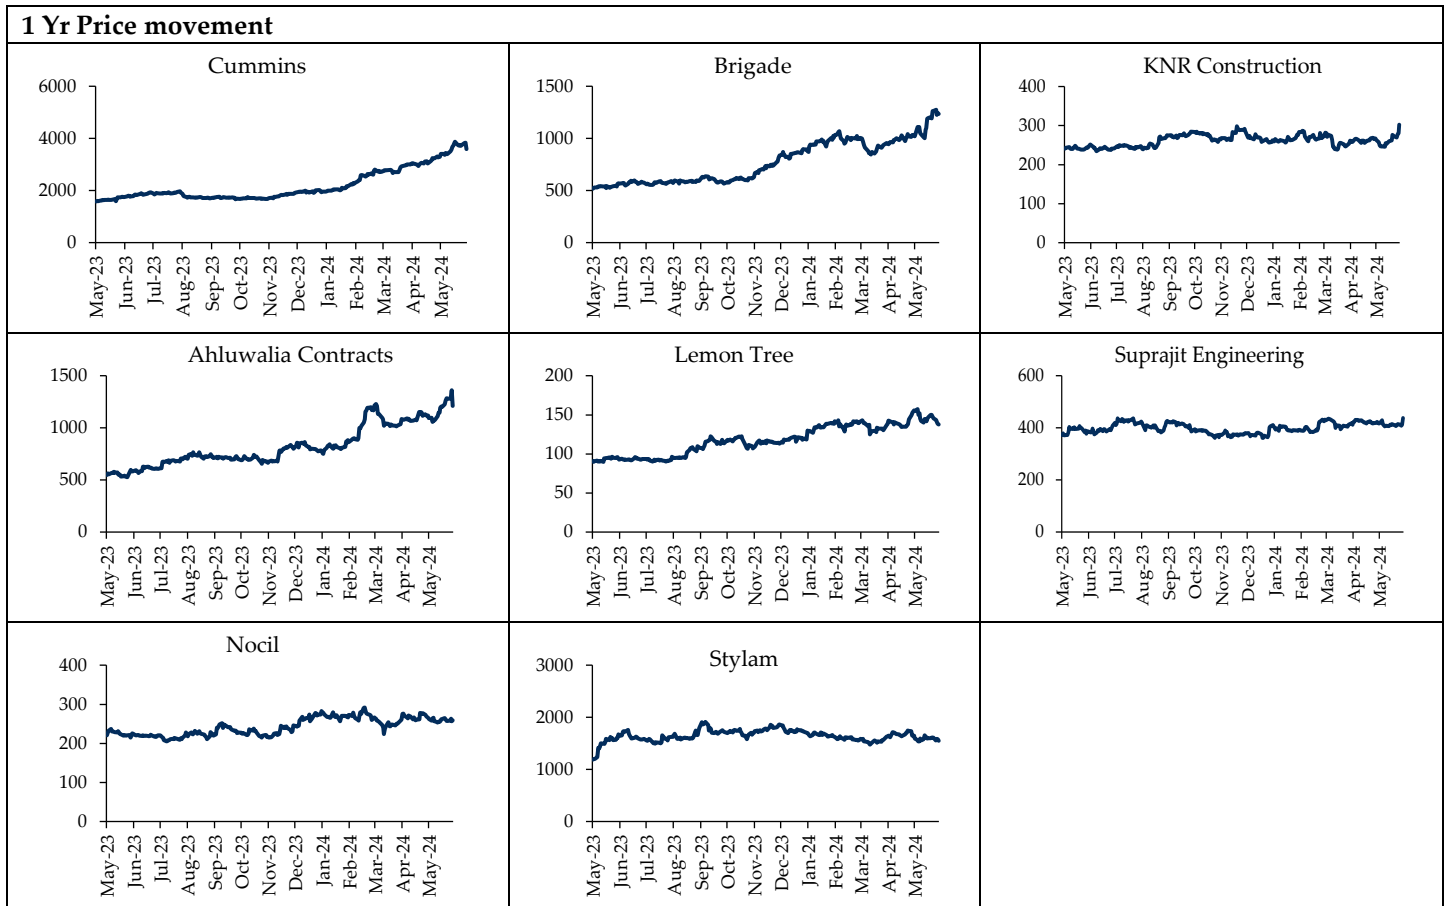 1 Yr Price movement
Cummins
6000
4000
2000
0
May-23
Jun-23
Jul-23
Aug-23
Sep-23
Oct-23
Nov-23
Dec-23
Jan-24
Feb-24
Mar-24
Apr-24
May-24
Brigade
1500
1000
500
0
May-23
Jun-23
Jul-23
Aug-23
Sep-23
Oct-23
Nov-23
Dec-23
Jan-24
Feb-24
Mar-24
Apr-24
May-24
KNR Construction
400
300
200
100
0
May-23
Jun-23
Jul-23
Aug-23
Sep-23
Oct-23
Nov-23
Dec-23
Jan-24
Feb-24
Mar-24
Apr-24
May-24
Ahluwalia Contracts
1500
1000
500
0
May-23
Jun-23
Jul-23
Aug-23
Sep-23
Oct-23
Nov-23
Dec-23
Jan-24
Feb-24
Mar-24
Apr-24
May-24
Lemon Tree
200
150
100
50
0
May-23
Jun-23
Jul-23
Aug-23
Sep-23
Oct-23
Nov-23
Dec-23
Jan-24
Feb-24
Mar-24
Apr-24
May-24
Suprajit Engineering
600
400
200
0
May-23
Jun-23
Jul-23
Aug-23
Sep-23
Oct-23
Nov-23
Dec-23
Jan-24
Feb-24
Mar-24
Apr-24
May-24
Nocil
400
300
200
100
0
May-23
Jun-23
Jul-23
Aug-23
Sep-23
Oct-23
Nov-23
Dec-23
Jan-24
Feb-24
Mar-24
Apr-24
May-24
Stylam
3000
2000
1000
0
May-23
Jun-23
Jul-23
Aug-23
Sep-23
Oct-23
Nov-23
Dec-23
Jan-24
Feb-24
Mar-24
Apr-24
May-24